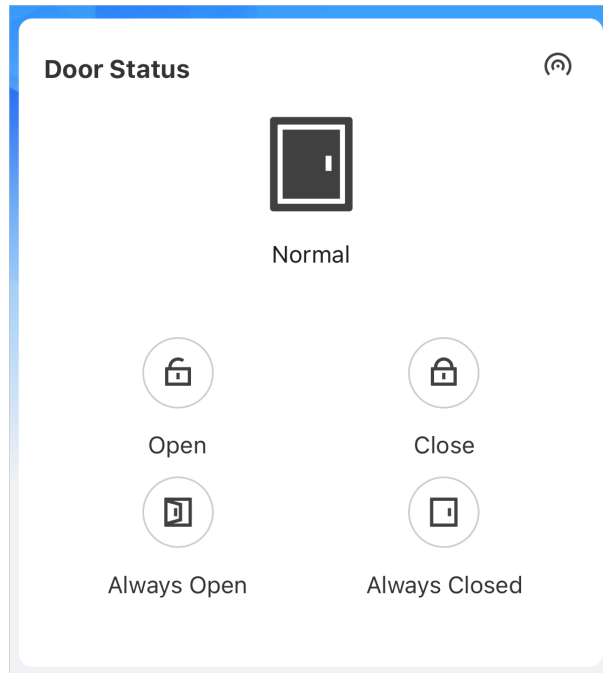 Door Status
Normal
Open
Close
Always Open
Always Closed